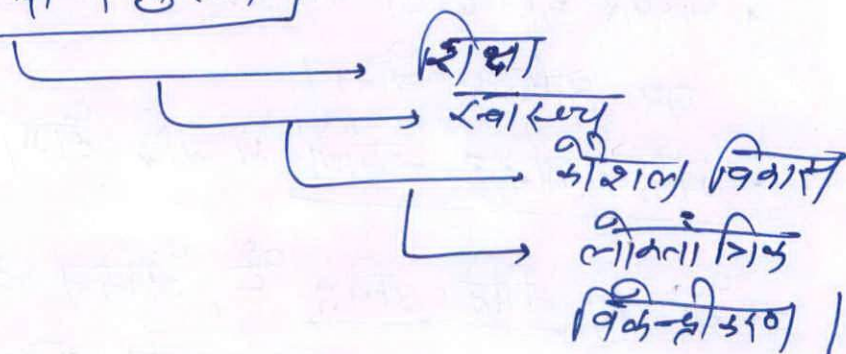 शिक्षा
स्वास्थ्य
कौशल विकास
लोकतांत्रिक
विकेन्द्रीकरण।